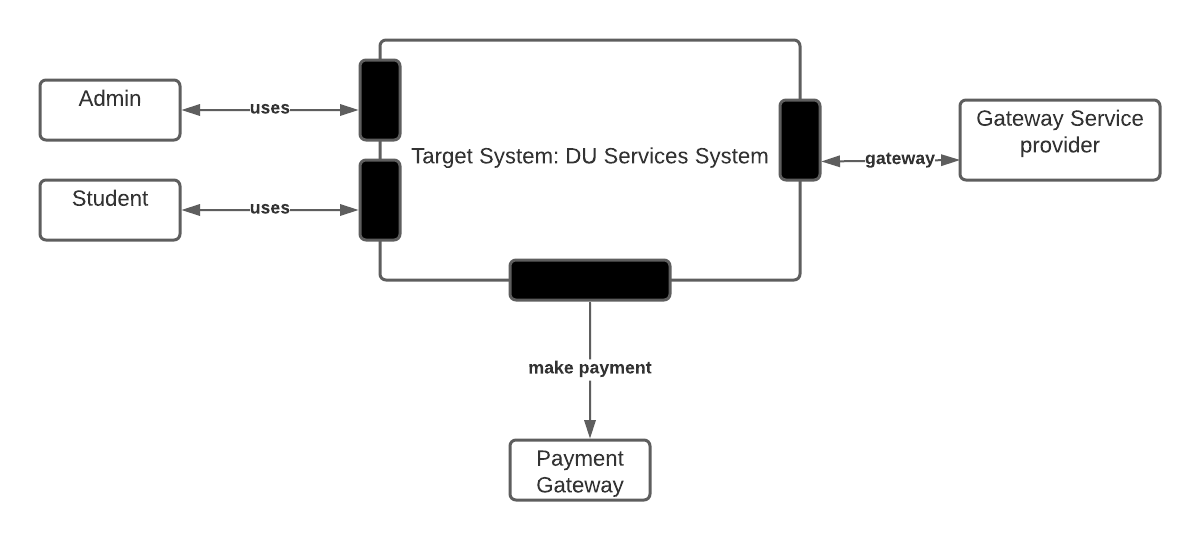 Admin
uses
Student
uses
Target System: DU Services System
gateway
Gateway Service
provider
make payment
Payment
Gateway